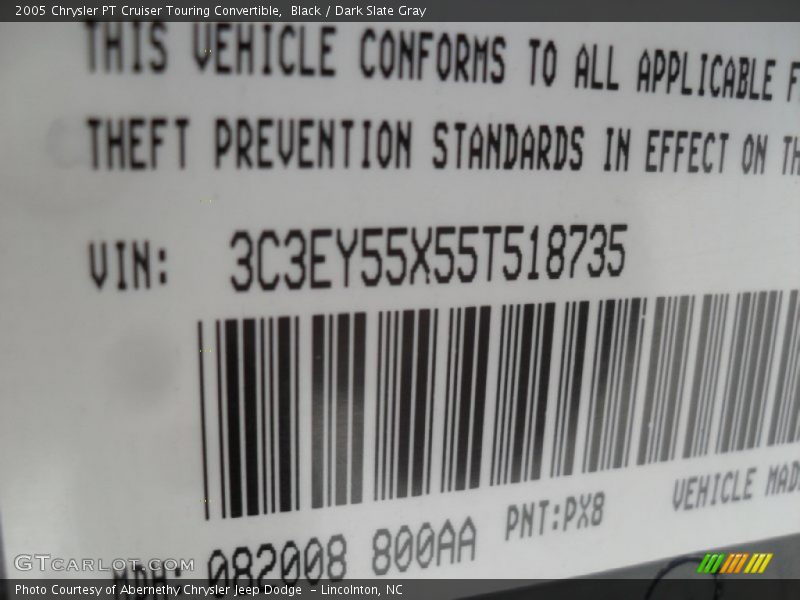 2005 Chrysler PT Cruiser Touring Convertible, Black / Dark Slate Gray
THIS VEHICLE CONFORMS TO ALL APPLICABLE F
THEFT PREVENTION STANDARDS IN EFFECT ON TH
VIN: 3C3EY55X55T518735
MDH: 082008 800AA PNT:PX8 VEHICLE MAD
GTCARLOT.COM
Photo Courtesy of Abernethy Chrysler Jeep Dodge - Lincolnton, NC